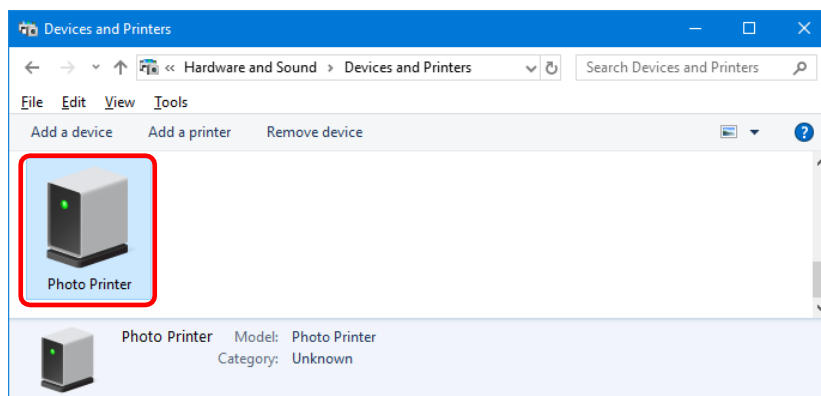 Devices and Printers
« Hardware and Sound › Devices and Printers Search Devices and Printers
File Edit View Tools
Add a device Add a printer Remove device ?
Photo Printer
Photo Printer Model: Photo Printer
Category: Unknown